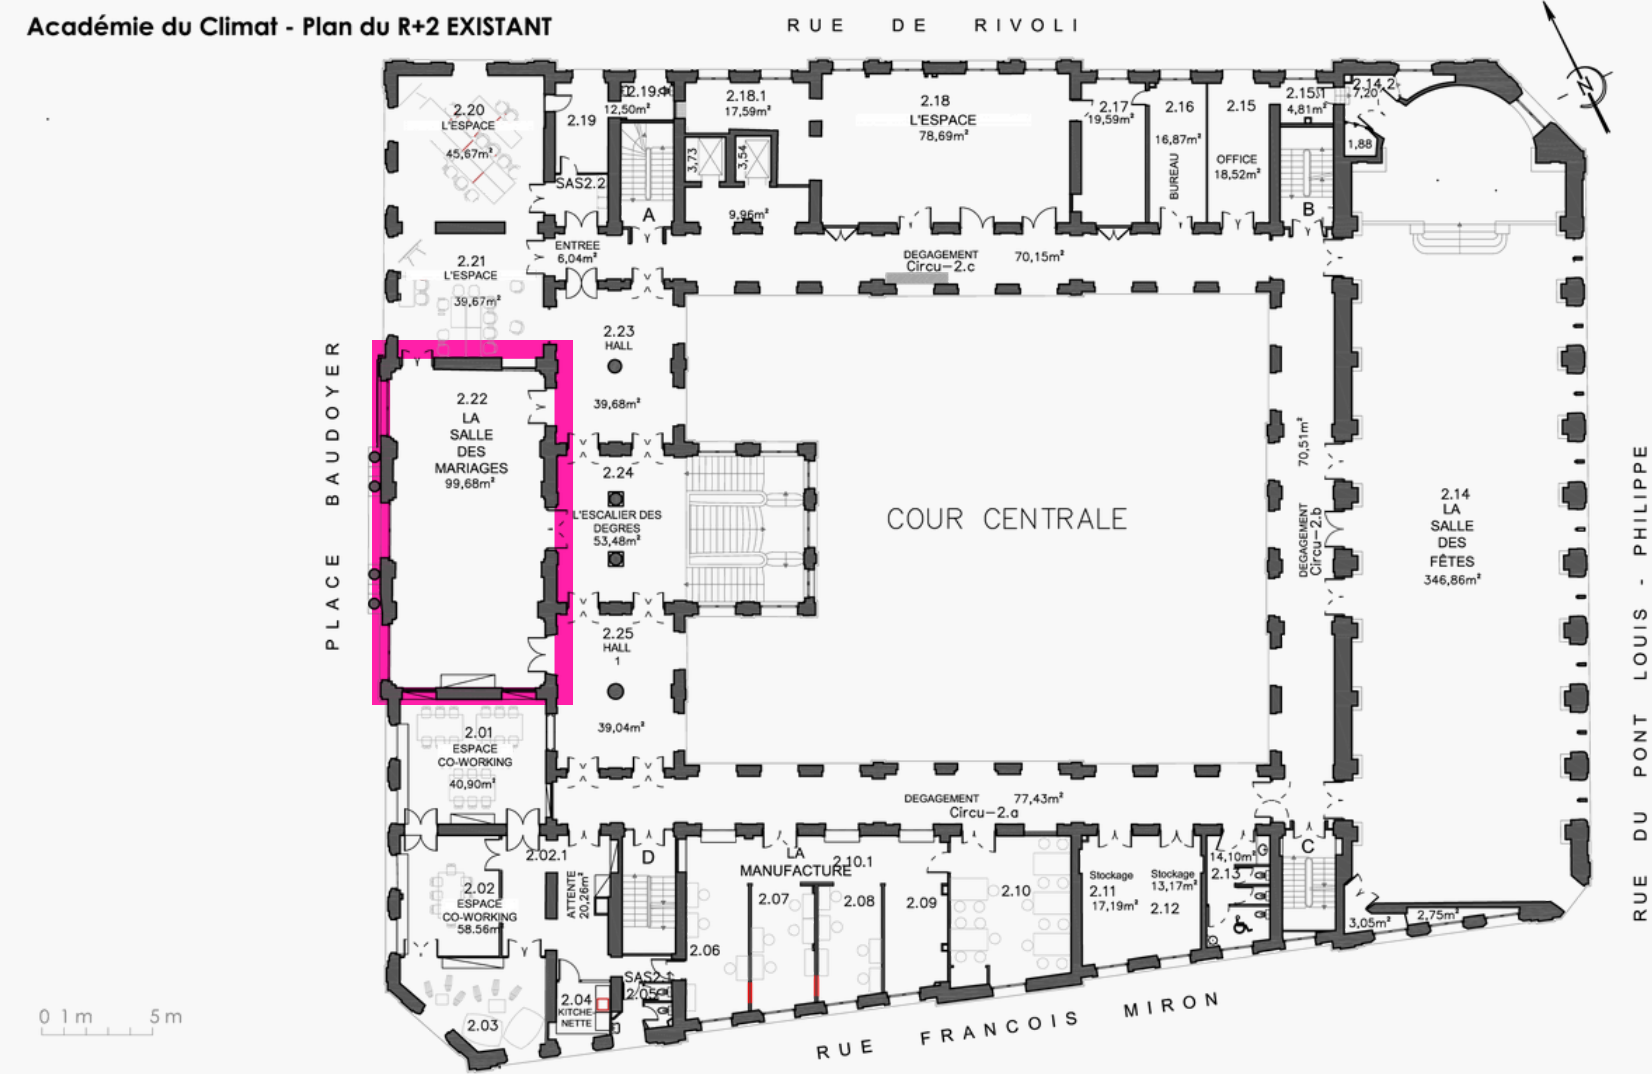 Académie du Climat - Plan du R+2 EXISTANT
RUE DE RIVOLI
N
2.20
L'ESPACE
45,67m²
2.19
2.19.
12,50m²
SAS2.2
A
2.18.1
17,59m²
3,73
3,54
9,96m²
2.18
L'ESPACE
78,69m²
2.17
19,59m²
2.16
16,87m²
BUREAU
2.15
OFFICE
18,52m²
2.15.1
4,81m²
B
2.14.2
7,20
1,88
ENTREE
6,04m²
DEGAGEMENT
Circu-2.c
70,15m²
2.21
L'ESPACE
39,67m²
2.23
HALL
39,68m²
PLACE BAUDOYER
2.22
LA
SALLE
DES
MARIAGES
99,68m²
2.24
L'ESCALIER DES
DEGRES
53,48m²
COUR CENTRALE
70,51m²
DEGAGEMENT
Circu-2.b
2.14
LA
SALLE
DES
FÊTES
346,86m²
RUE DU PONT LOUIS - PHILIPPE
2.25
HALL
1
39,04m²
2.01
ESPACE
CO-WORKING
40,90m²
DEGAGEMENT
Circu-2.a
77,43m²
2.02.1
ATTENTE
20,26m²
D
2.02
ESPACE
CO-WORKING
58.56m²
LA
MANUFACTURE
2.10.1
2.06
2.07
2.08
2.09
2.10
Stockage
2.11
17,19m²
Stockage
13,17m²
2.12
14,10m²
2.13
C
3,05m²
2,75m²
2.03
2.04
KITCHE-
NETTE
SAS2.1
2.05
RUE FRANCOIS MIRON
0 1 m 5 m